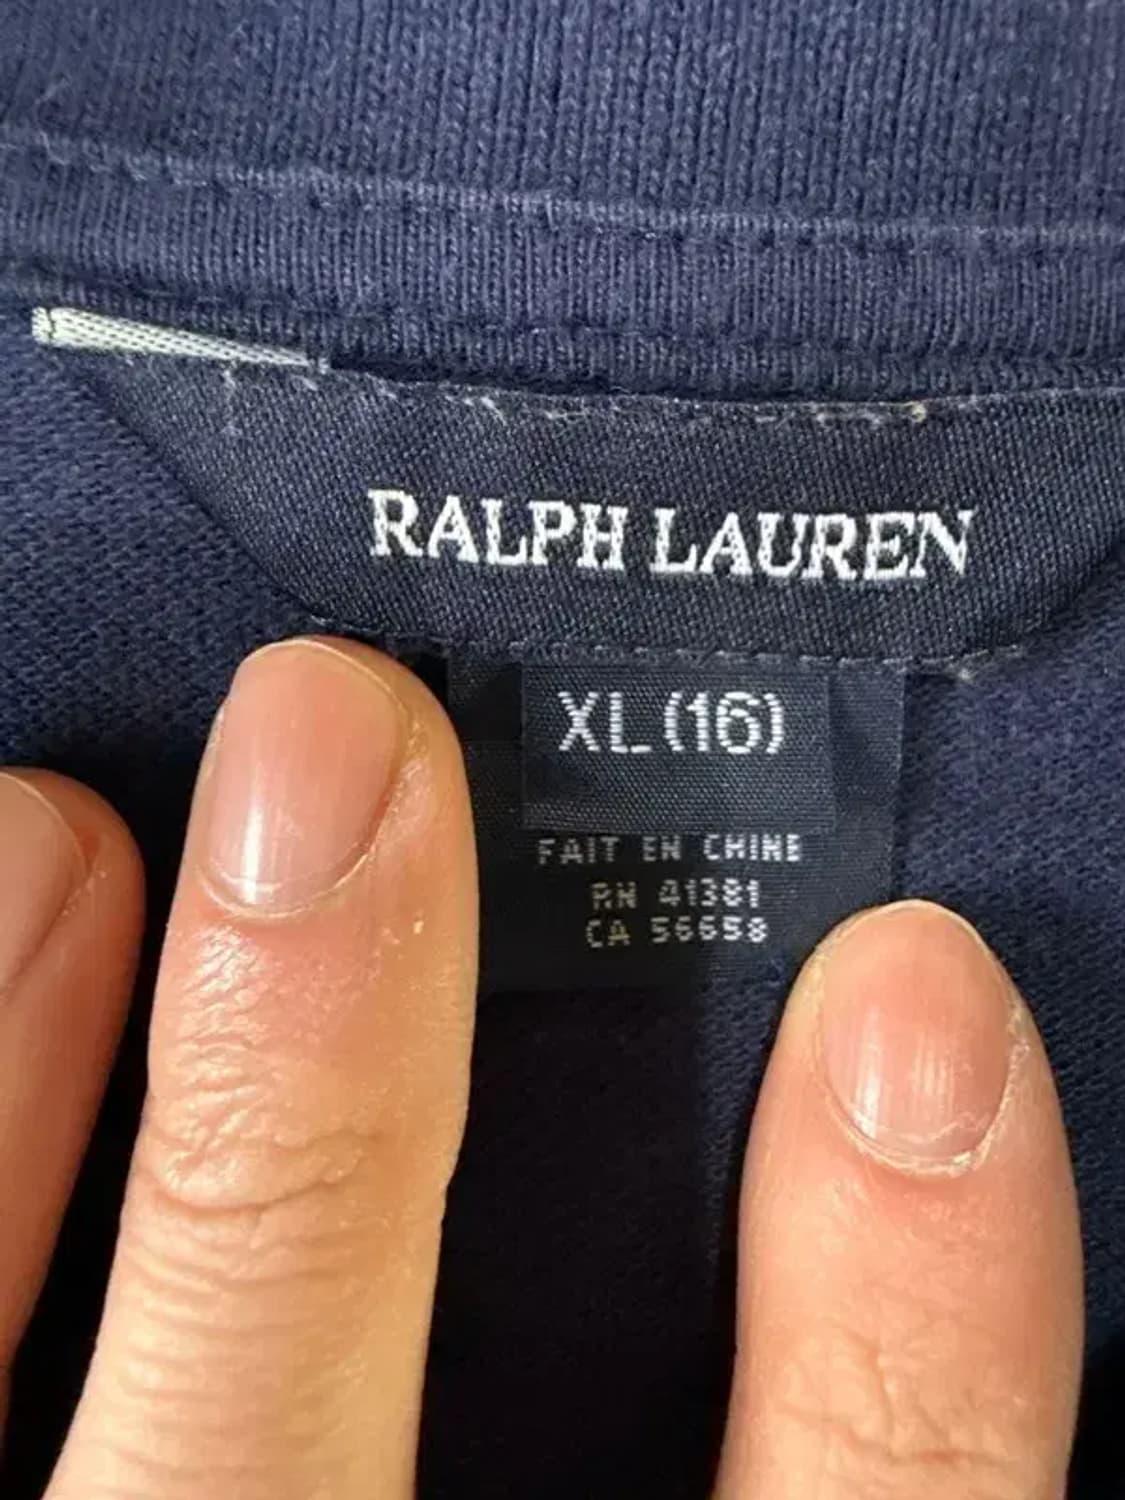 RALPH LAUREN
XL (16)
FAIT EN CHINE
RN 41381
CA 56658